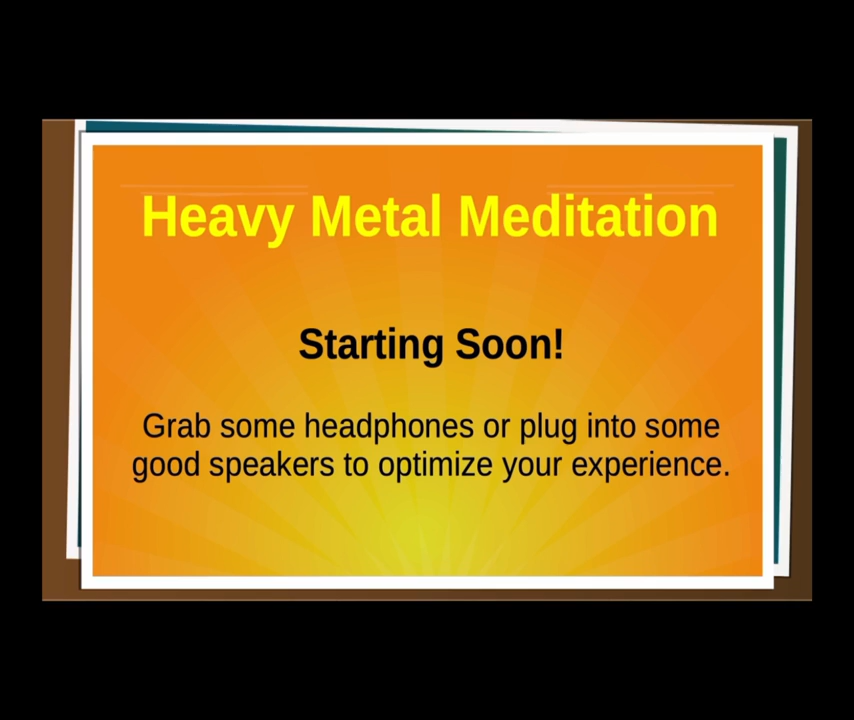 Heavy Metal Meditation
Starting Soon!
Grab some headphones or plug into some
good speakers to optimize your experience.